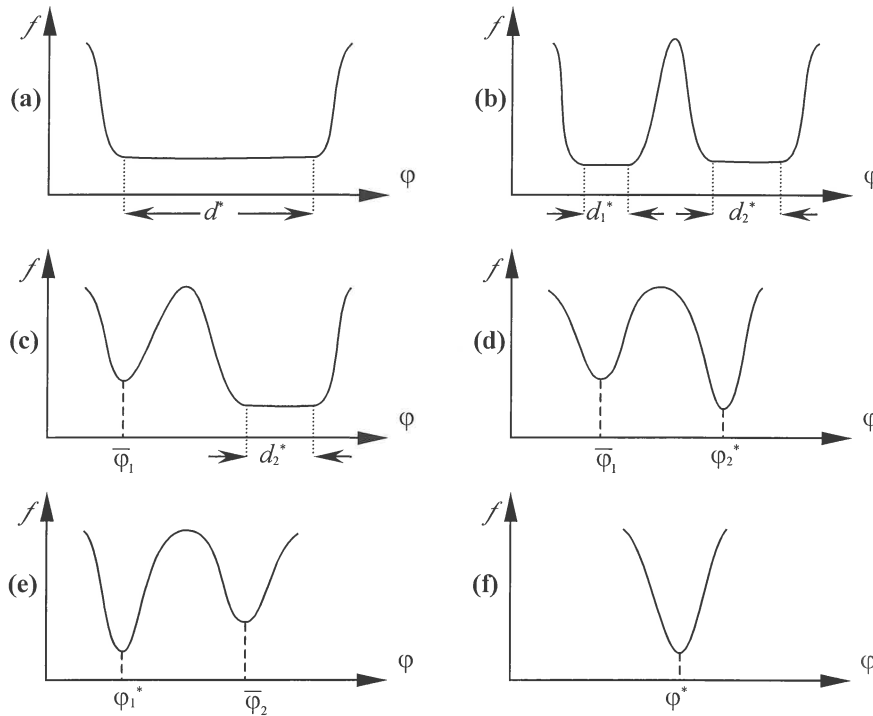 f
(a)
φ
d*
f
(b)
φ
d₁*
d₂*
f
(c)
φ
φ̅₁
d₂*
f
(d)
φ
φ̅₁
φ₂*
f
(e)
φ
φ₁*
φ̅₂
f
(f)
φ
φ*